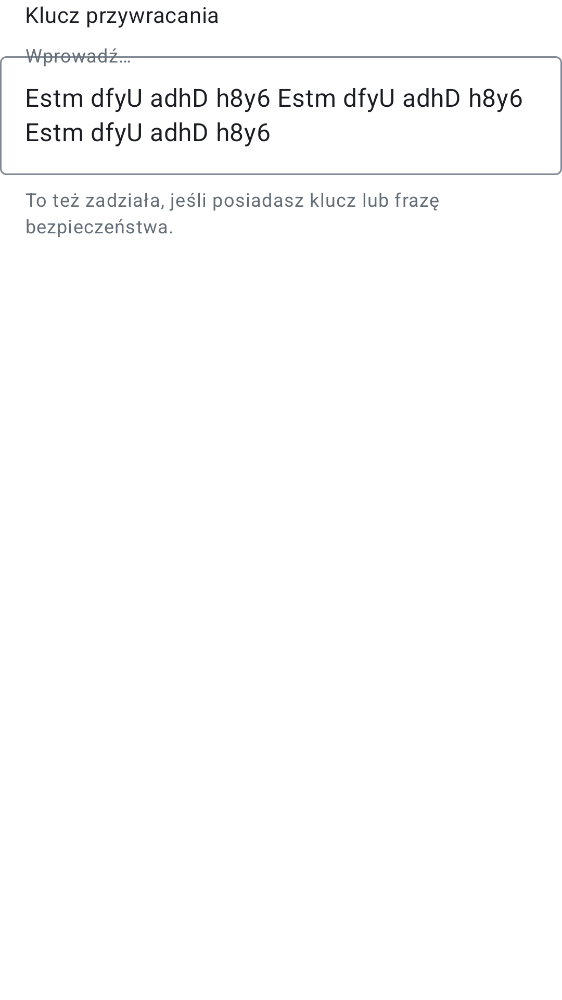 Klucz przywracania
Wprowadź…
Estm dfyU adhD h8y6 Estm dfyU adhD h8y6
Estm dfyU adhD h8y6
To też zadziała, jeśli posiadasz klucz lub frazę
bezpieczeństwa.